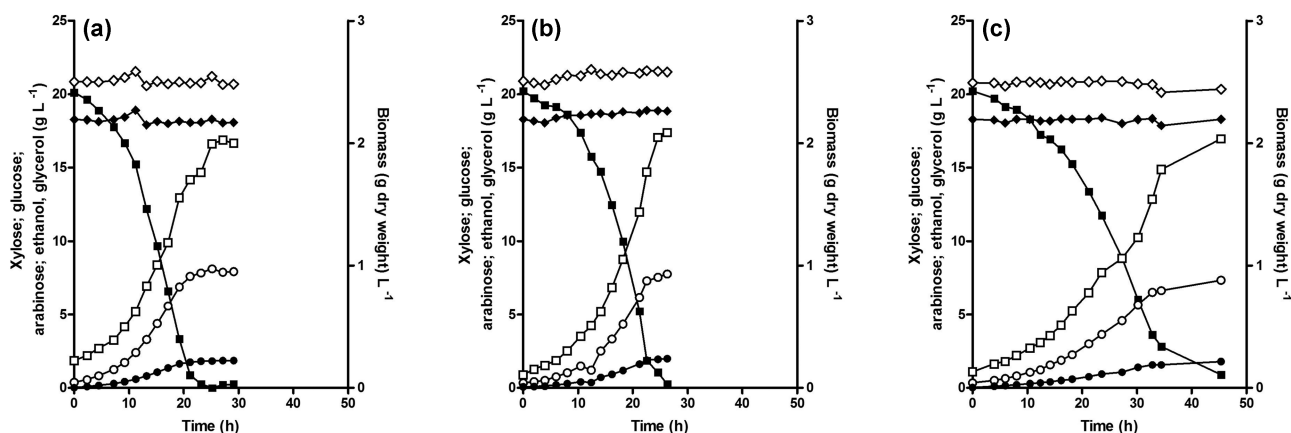 (a)
25
20
15
10
5
0
3
2
1
0
0 10 20 30 40 50
Time (h)
Xylose; glucose;
arabinose; ethanol, glycerol (g L -1)
Biomass (g dry weight) L -1
(b)
25
20
15
10
5
0
3
2
1
0
0 10 20 30 40 50
Time (h)
Xylose; glucose;
arabinose; ethanol, glycerol (g L -1)
Biomass (g dry weight) L -1
(c)
25
20
15
10
5
0
3
2
1
0
0 10 20 30 40 50
Time (h)
Xylose; glucose;
arabinose; ethanol, glycerol (g L -1)
Biomass (g dry weight) L -1